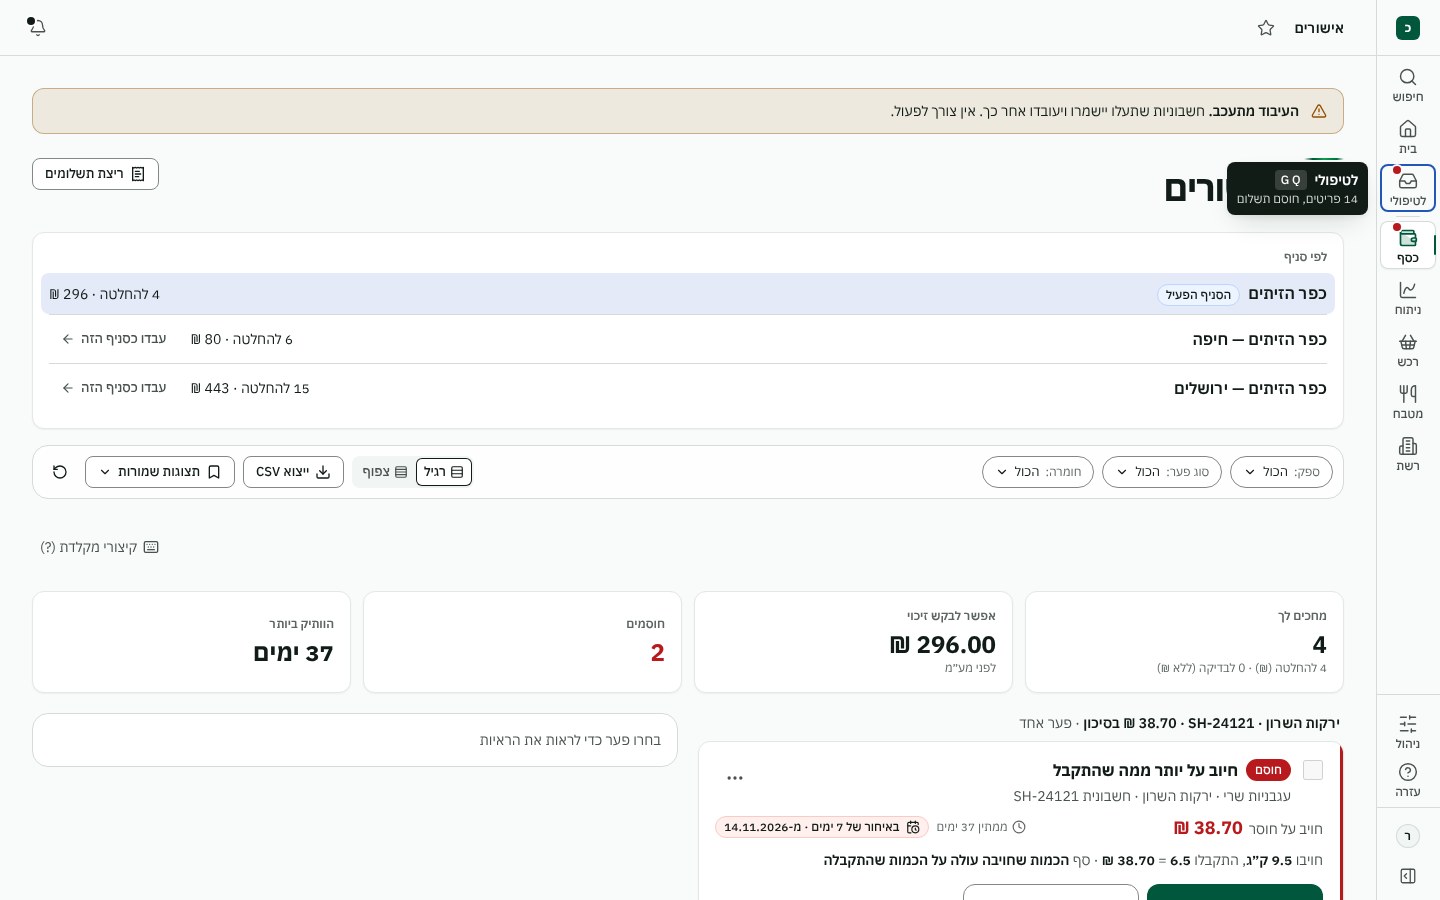 אישורים
כ
חיפוש
בית
לטיפולי
כסף
ניתוח
רכש
מטבח
רשת
ניהול
עזרה
ר
העיבוד מתעכב. חשבוניות שתעלו יישמרו ויעובדו אחר כך. אין צורך לפעול.
לטיפולי G Q
14 פריטים, חוסם תשלום
ריצת תשלומים
לפי סניף
כפר הזיתים הסניף הפעיל 4 להחלטה · 296 ₪
כפר הזיתים — חיפה 6 להחלטה · 80 ₪ עבדו כסניף הזה
כפר הזיתים — ירושלים 15 להחלטה · 443 ₪ עבדו כסניף הזה
ספק: הכול סוג פער: הכול חומרה: הכול רגיל צפוף ייצוא CSV תצוגות שמורות
קיצורי מקלדת (?)
מחכים לך
4
4 להחלטה (₪) · 0 לבדיקה (ללא ₪)
אפשר לבקש זיכוי
296.00 ₪
לפני מע״מ
חוסמים
2
הוותיק ביותר
37 ימים
ירקות השרון · SH-24121 · 38.70 ₪ בסיכון · פער אחד
חוסם חיוב על יותר ממה שהתקבל
עגבניות שרי · ירקות השרון · חשבונית SH-24121
חיוב על חוסר 38.70 ₪ ממתין 37 ימים באיחור של 7 ימים · מ-14.11.2026
חויבו 9.5 ק״ג, התקבלו 6.5 = 38.70 ₪ · סף הכמות שחויבה עולה על הכמות שהתקבלה
בחרו פער כדי לראות את הראיות